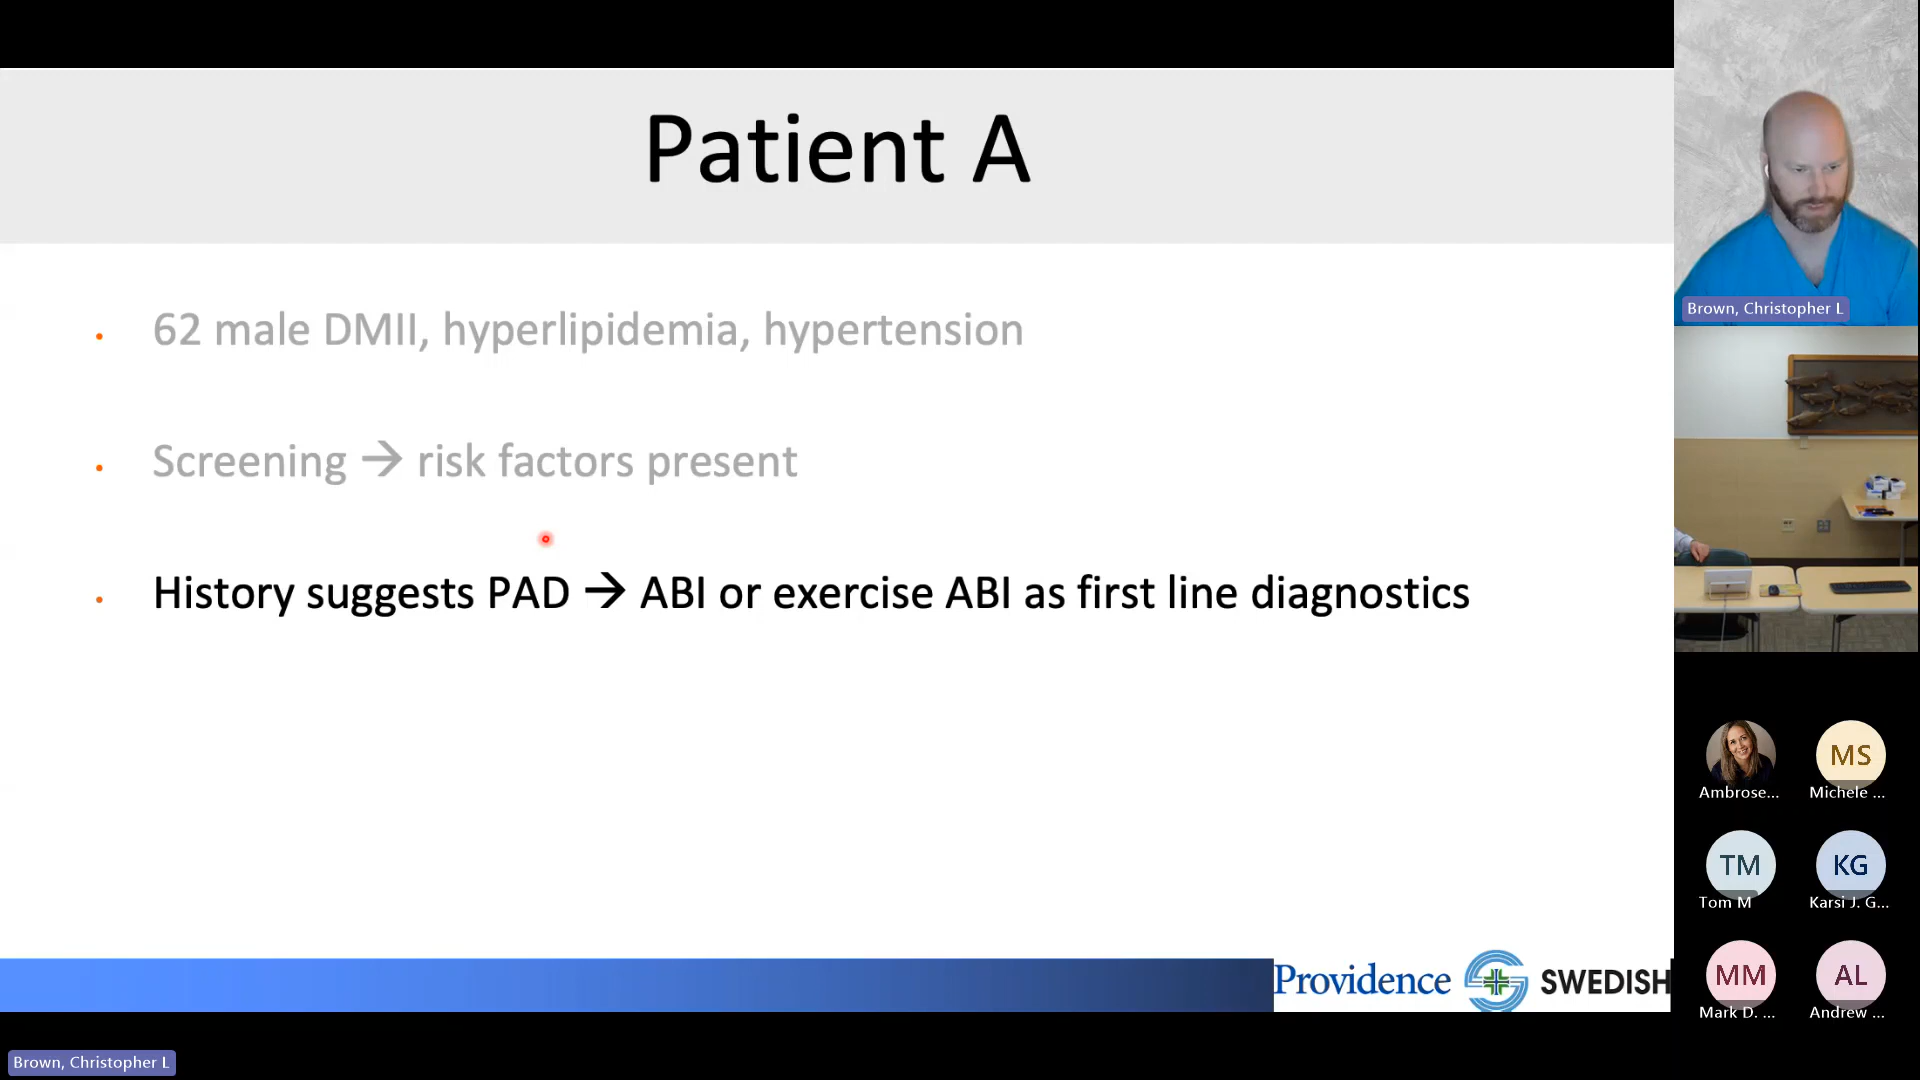 Patient A
62 male DMII, hyperlipidemia, hypertension
Screening → risk factors present
History suggests PAD → ABI or exercise ABI as first line diagnostics
Providence SWEDISH
Brown, Christopher L
Brown, Christopher L
MS
Ambrose...
Michele ...
TM
KG
Tom M
Karsi J. G...
MM
AL
Mark D. ...
Andrew ...